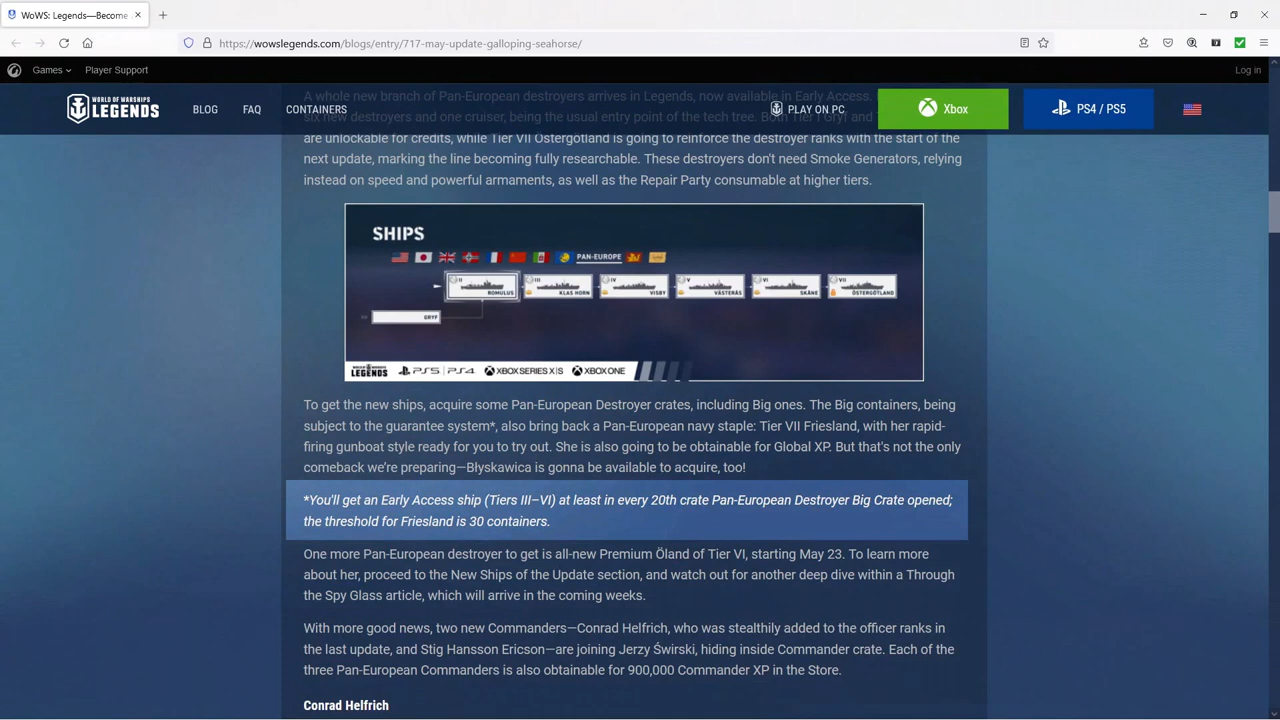 WoWS: Legends—Become
https://wowslegends.com/blogs/entry/717-may-update-galloping-seahorse/
Games
Player Support
Log in
WORLD OF WARSHIPS
LEGENDS
BLOG
FAQ
CONTAINERS
PLAY ON PC
Xbox
PS4 / PS5
A whole new branch of Pan-European destroyers arrives in Legends, now available in Early Access.
six new destroyers and one cruiser, being the usual entry point of the tech tree. Both Tier I Gryf and
are unlockable for credits, while Tier VII Östergötland is going to reinforce the destroyer ranks with the start of the
next update, marking the line becoming fully researchable. These destroyers don't need Smoke Generators, relying
instead on speed and powerful armaments, as well as the Repair Party consumable at higher tiers.
SHIPS
PAN-EUROPE
II ROMULUS
III KLAS HORN
IV VISBY
V VÄSTERÅS
VI SKÅNE
VII ÖSTERGÖTLAND
GRYF
WORLD OF WARSHIPS LEGENDS PS5 PS4 XBOX SERIES X|S XBOX ONE
To get the new ships, acquire some Pan-European Destroyer crates, including Big ones. The Big containers, being
subject to the guarantee system*, also bring back a Pan-European navy staple: Tier VII Friesland, with her rapid-
firing gunboat style ready for you to try out. She is also going to be obtainable for Global XP. But that's not the only
comeback we're preparing—Błyskawica is gonna be available to acquire, too!
*You'll get an Early Access ship (Tiers III–VI) at least in every 20th crate Pan-European Destroyer Big Crate opened;
the threshold for Friesland is 30 containers.
One more Pan-European destroyer to get is all-new Premium Öland of Tier VI, starting May 23. To learn more
about her, proceed to the New Ships of the Update section, and watch out for another deep dive within a Through
the Spy Glass article, which will arrive in the coming weeks.
With more good news, two new Commanders—Conrad Helfrich, who was stealthily added to the officer ranks in
the last update, and Stig Hansson Ericson—are joining Jerzy Świrski, hiding inside Commander crate. Each of the
three Pan-European Commanders is also obtainable for 900,000 Commander XP in the Store.
Conrad Helfrich